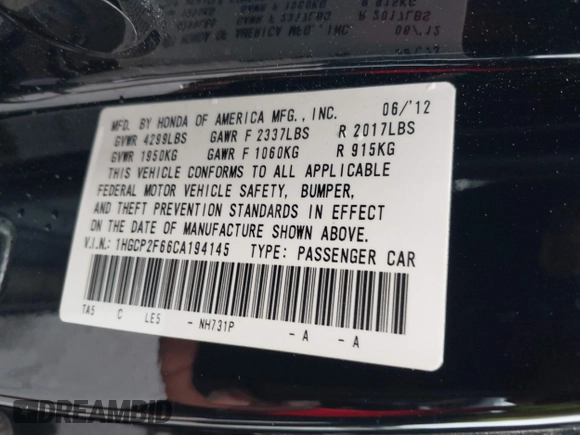 MFD. BY HONDA OF AMERICA MFG., INC. 06/'12
GVWR 4299LBS GAWR F 2337LBS R 2017LBS
GVWR 1950KG GAWR F 1060KG R 915KG
THIS VEHICLE CONFORMS TO ALL APPLICABLE
FEDERAL MOTOR VEHICLE SAFETY, BUMPER,
AND THEFT PREVENTION STANDARDS IN EFFECT
ON THE DATE OF MANUFACTURE SHOWN ABOVE.
V.I.N.: 1HGCP2F66CA194145 TYPE: PASSENGER CAR
TA5 C LE5 - NH731P - A - A
DREAMBID